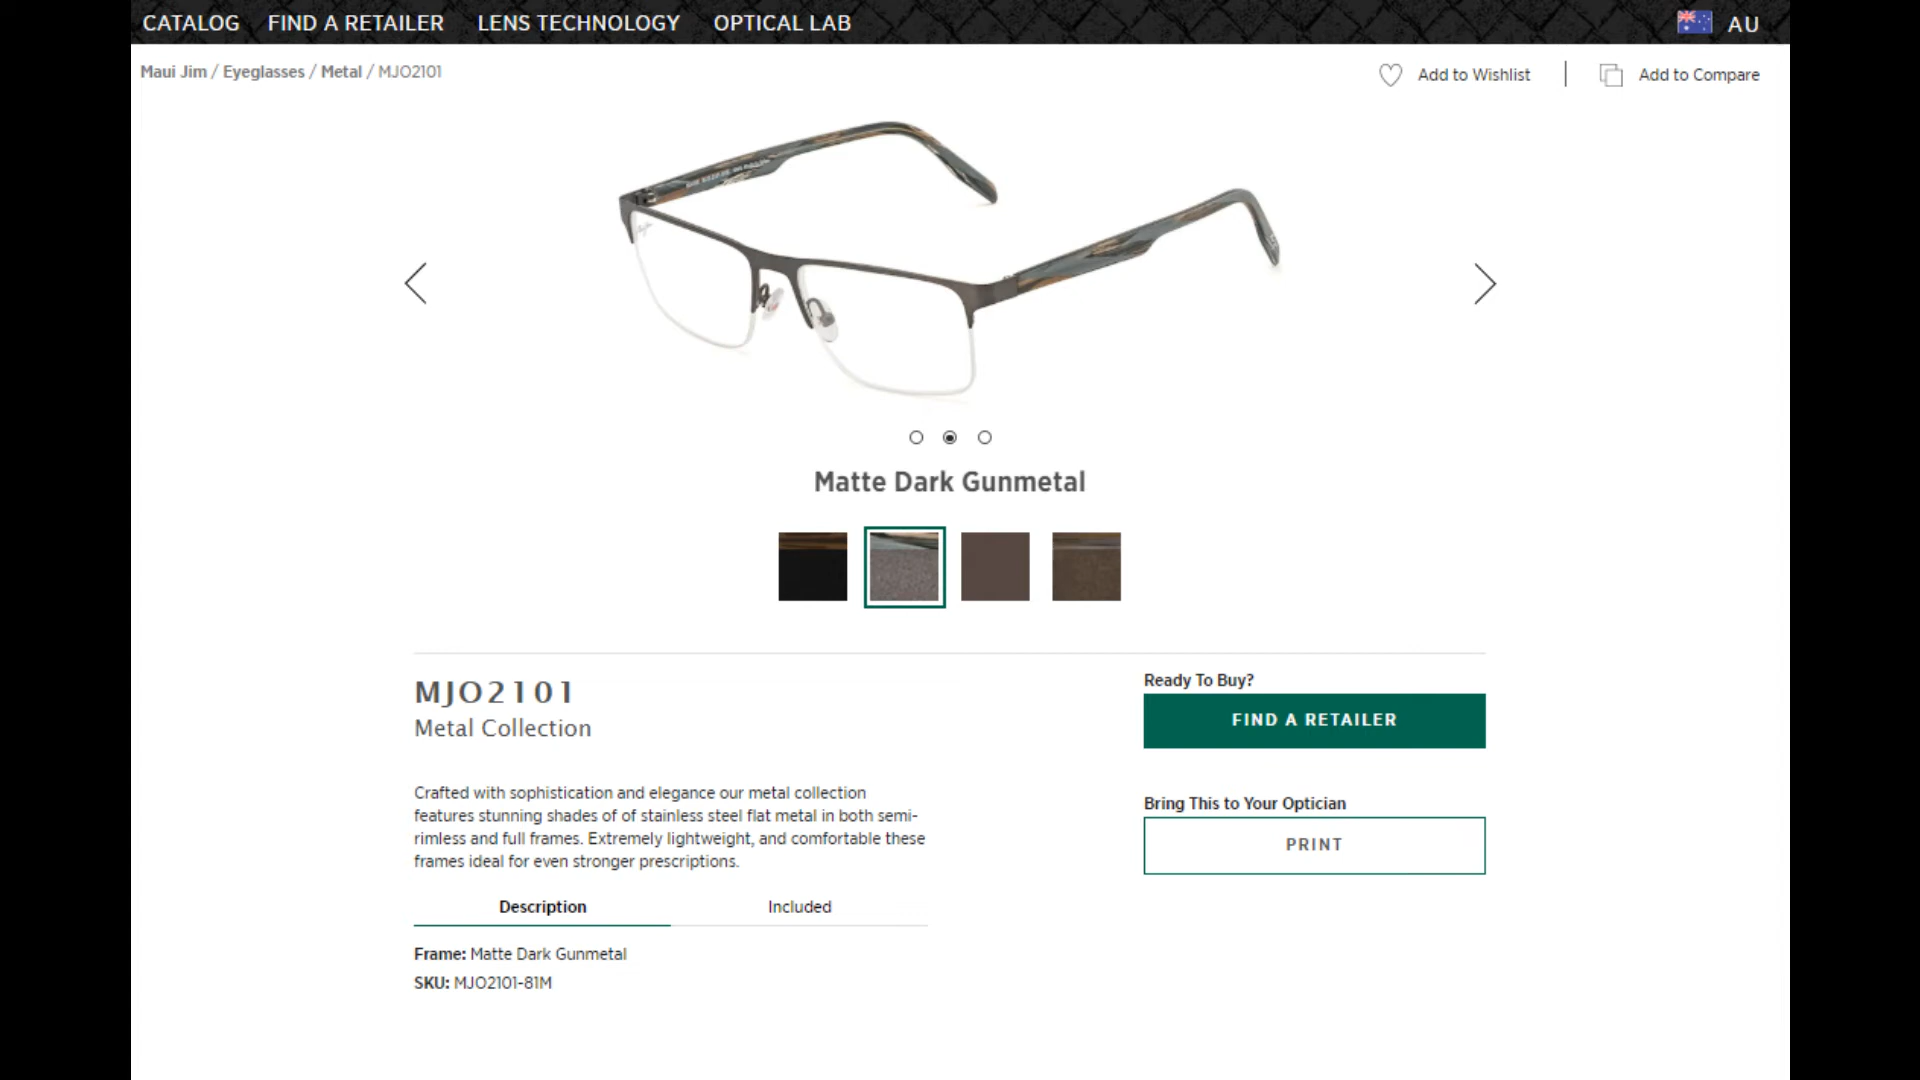 CATALOG FIND A RETAILER LENS TECHNOLOGY OPTICAL LAB AU
Maui Jim / Eyeglasses / Metal / MJO2101
Add to Wishlist | Add to Compare
Matte Dark Gunmetal
MJO2101
Metal Collection
Crafted with sophistication and elegance our metal collection
features stunning shades of of stainless steel flat metal in both semi-
rimless and full frames. Extremely lightweight, and comfortable these
frames ideal for even stronger prescriptions.
Description Included
Frame: Matte Dark Gunmetal
SKU: MJO2101-81M
Ready To Buy?
FIND A RETAILER
Bring This to Your Optician
PRINT